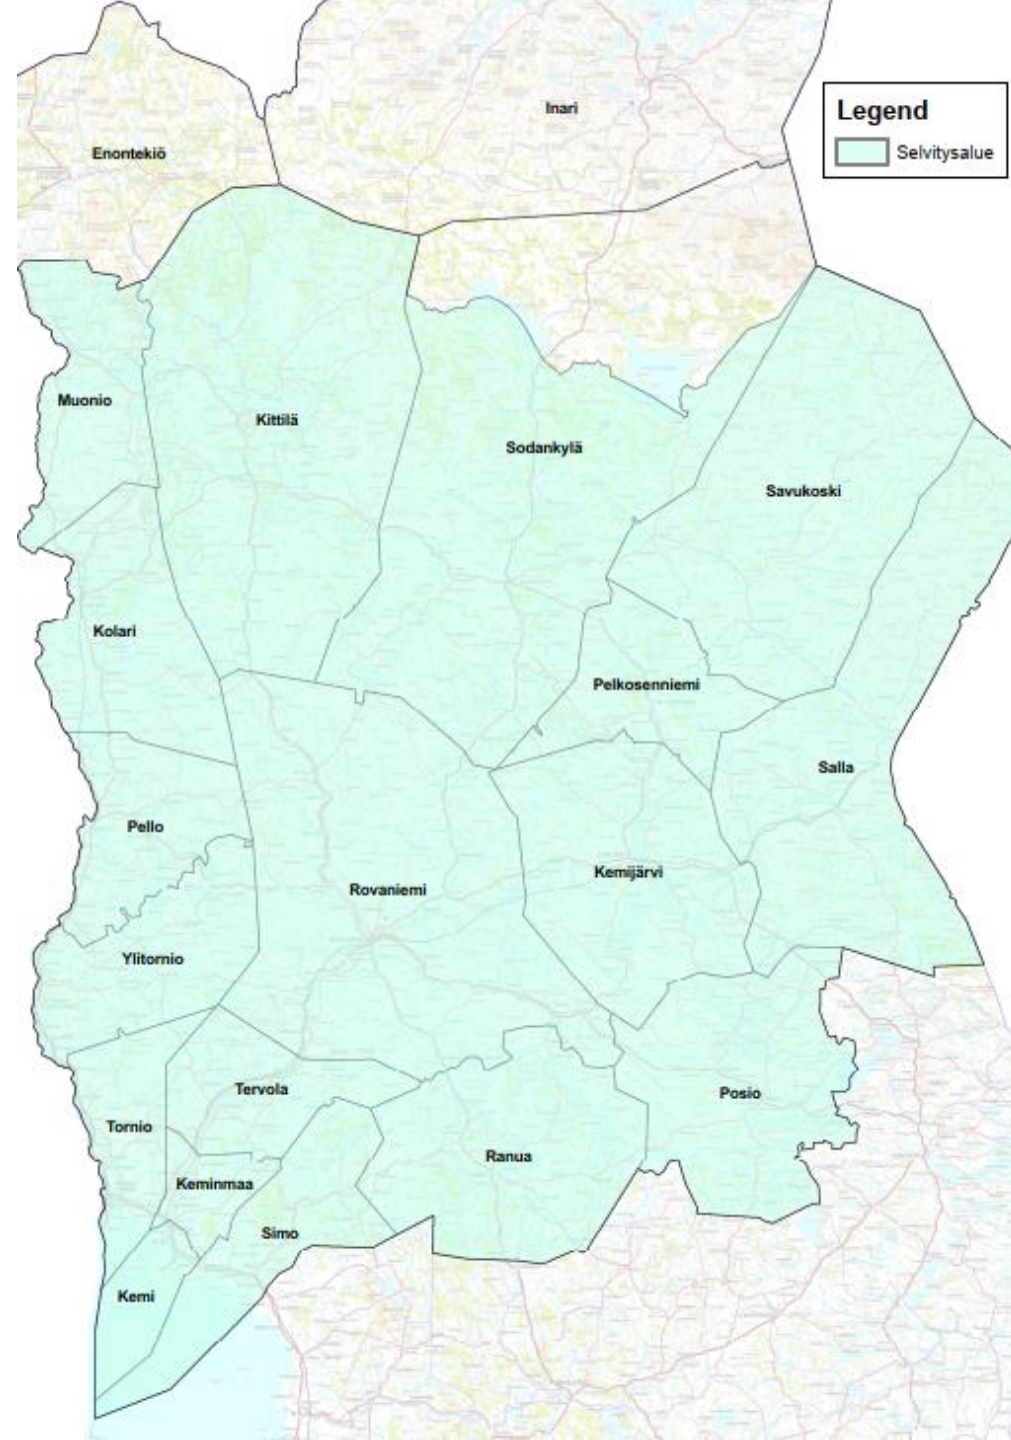 Inari
Legend
Selvitysalue
Enontekiö
Muonio
Kittilä
Sodankylä
Savukoski
Kolari
Pelkosenniemi
Salla
Pello
Kemijärvi
Rovaniemi
Ylitornio
Tervola
Posio
Tornio
Ranua
Keminmaa
Simo
Kemi